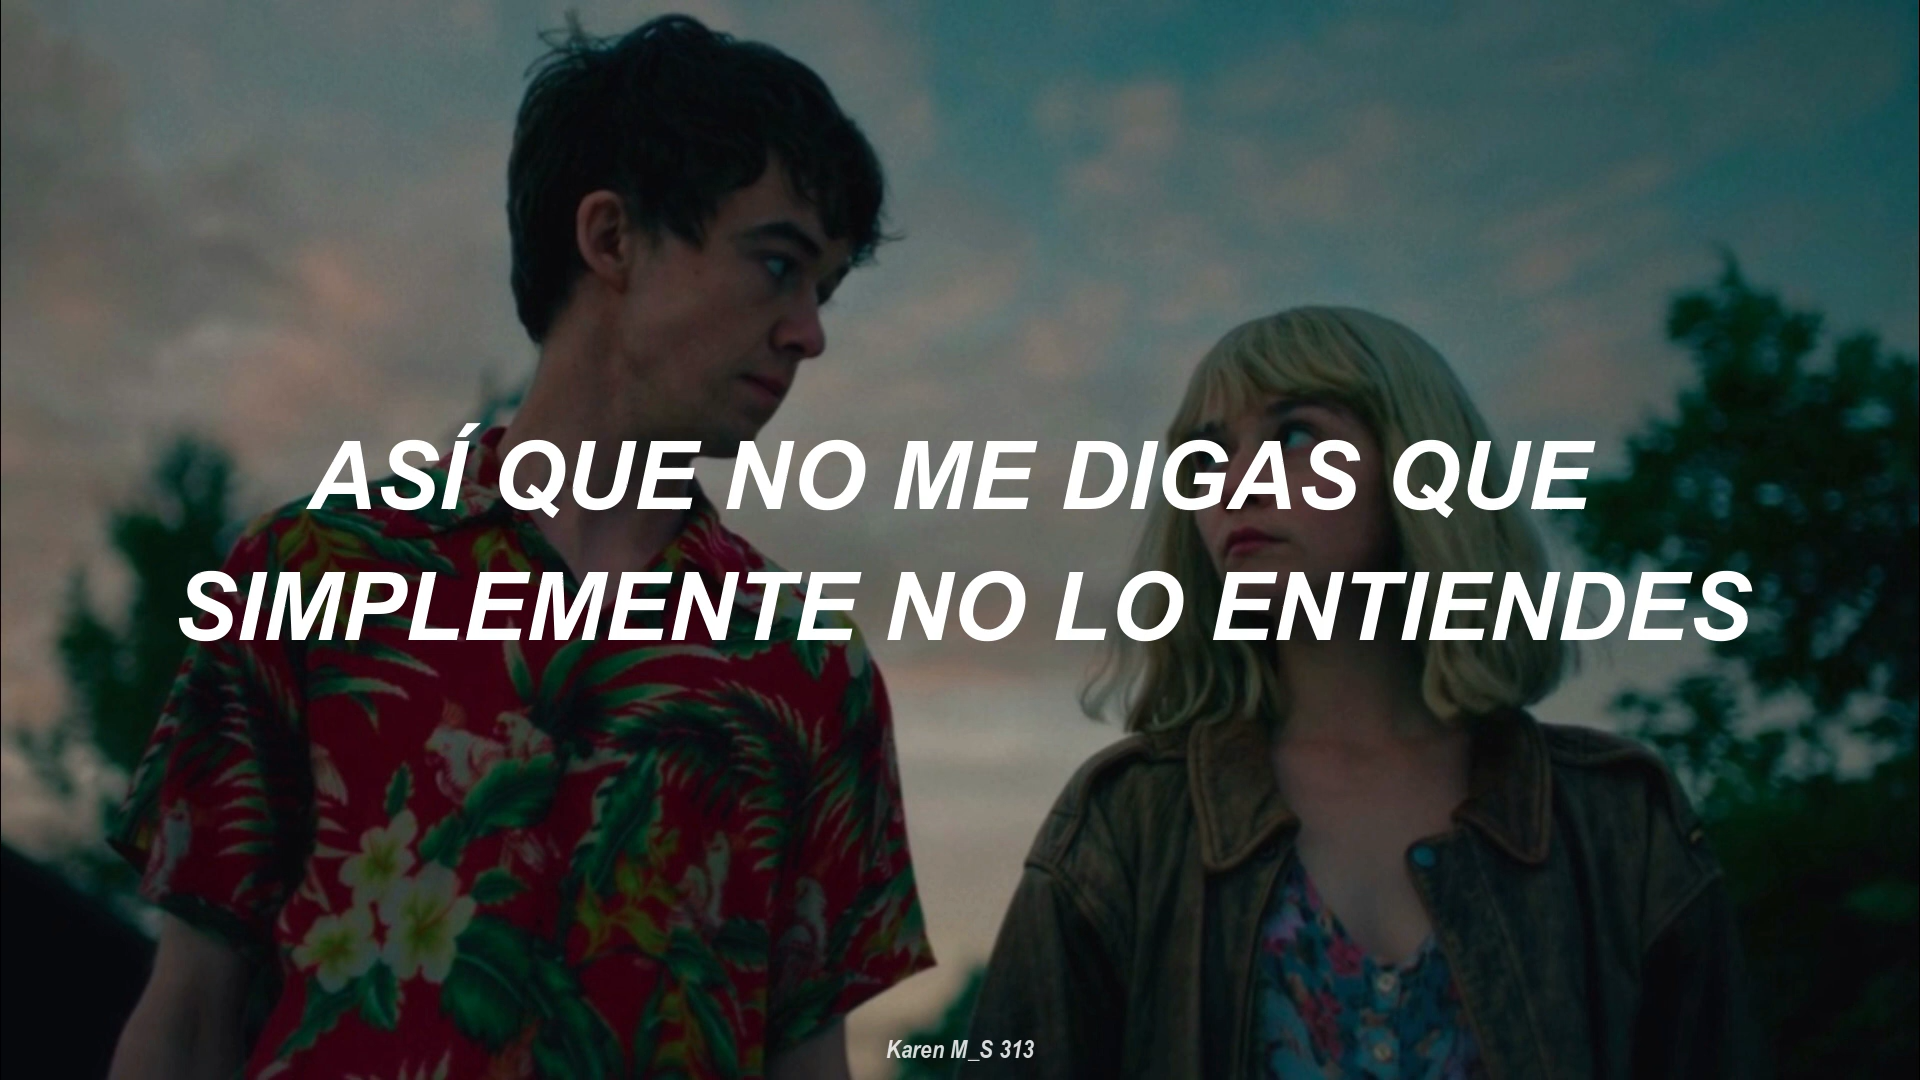 ASÍ QUE NO ME DIGAS QUE
SIMPLEMENTE NO LO ENTIENDES
Karen M_S 313